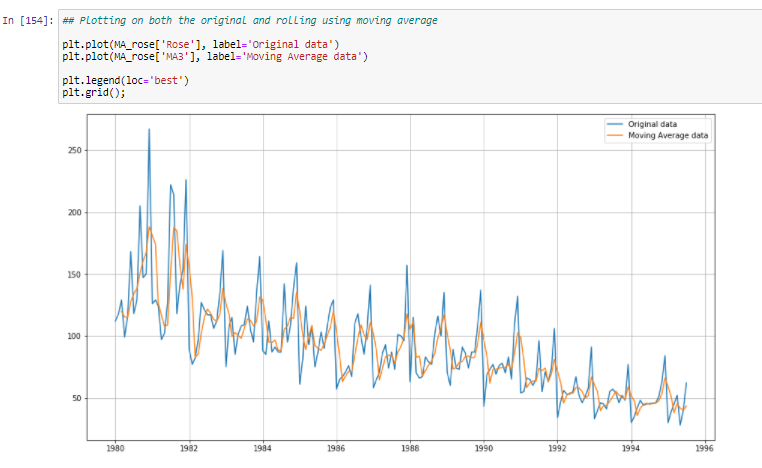 In [154]: ## Plotting on both the original and rolling using moving average
plt.plot(MA_rose['Rose'], label='Original data')
plt.plot(MA_rose['MA3'], label='Moving Average data')
plt.legend(loc='best')
plt.grid();
Original data
Moving Average data
250
200
150
100
50
1980 1982 1984 1986 1988 1990 1992 1994 1996